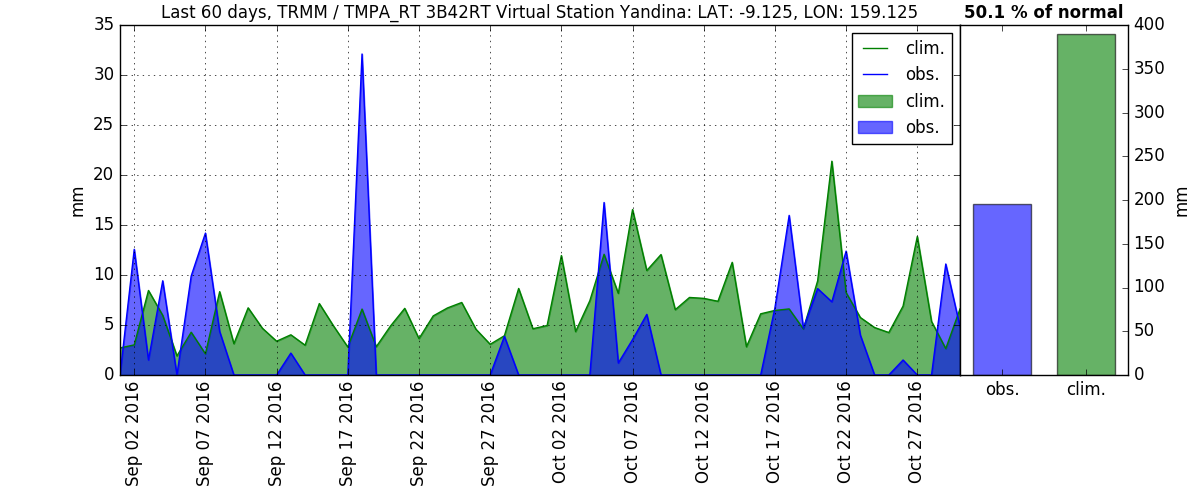 Last 60 days, TRMM / TMPA_RT 3B42RT Virtual Station Yandina: LAT: -9.125, LON: 159.125
50.1 % of normal
35
30
25
20
15
10
5
0
mm
clim.
obs.
clim.
obs.
Sep 02 2016
Sep 07 2016
Sep 12 2016
Sep 17 2016
Sep 22 2016
Sep 27 2016
Oct 02 2016
Oct 07 2016
Oct 12 2016
Oct 17 2016
Oct 22 2016
Oct 27 2016
400
350
300
250
200
150
100
50
0
mm
obs.
clim.